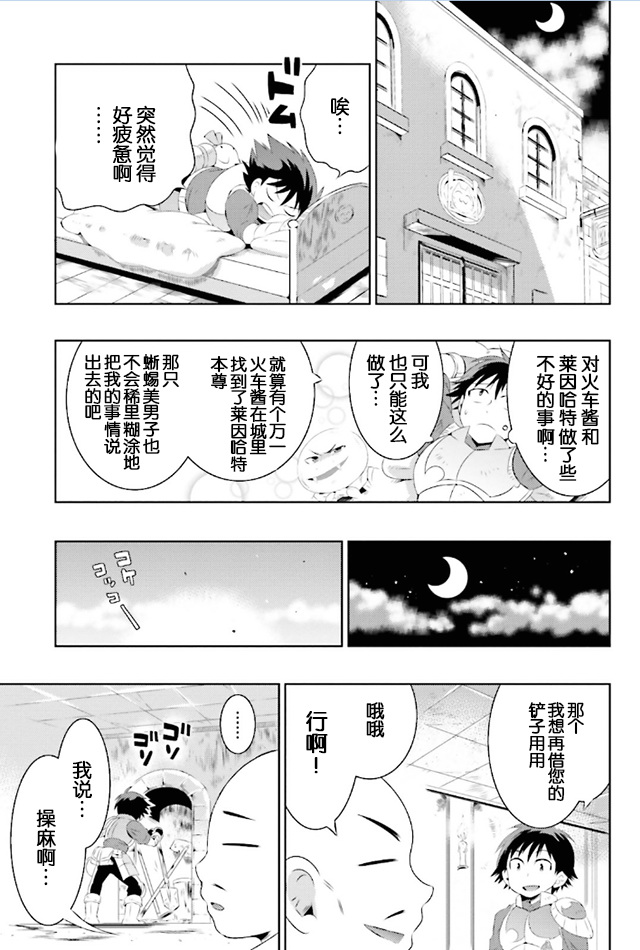 唉…
突然觉得
好疲惫啊
……
ドキ
对火车酱和
莱因哈特做了些
不好的事啊…
可我
也只能这么
做了…
就算有个万一
火车酱在城里
找到了莱因哈特
本尊
那只
蜥蜴美男子也
不会稀里糊涂地
把我的事情说
出去的吧
コケ
コッコー
那个
我想再借您的
铲子用用
哦哦
行啊！
……
ごそ
ごそ
我说…
操麻啊…